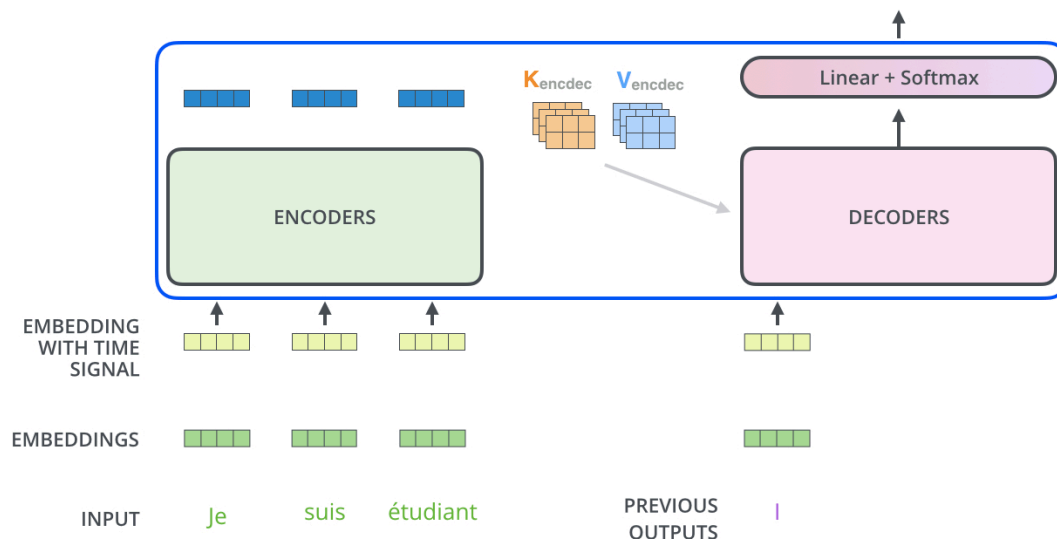 Kencdec
Vencdec
Linear + Softmax
ENCODERS
DECODERS
EMBEDDING
WITH TIME
SIGNAL
EMBEDDINGS
INPUT
Je
suis
étudiant
PREVIOUS
OUTPUTS
I